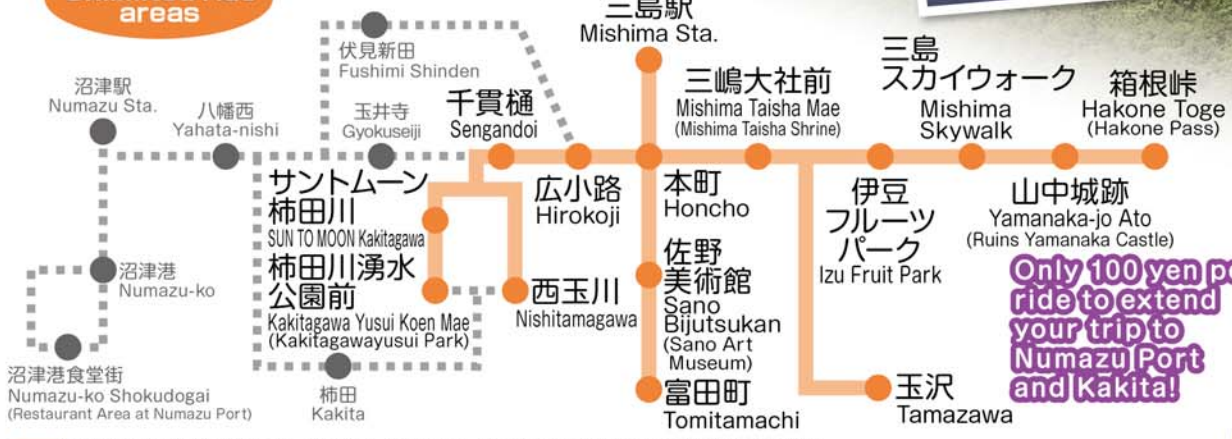 areas
伏見新田
Fushimi Shinden
沼津駅
Numazu Sta.
八幡西
Yahata-nishi
玉井寺
Gyokuseiji
千貫樋
Sengandoi
三島駅
Mishima Sta.
三嶋大社前
Mishima Taisha Mae
(Mishima Taisha Shrine)
三島
スカイウォーク
Mishima
Skywalk
箱根峠
Hakone Toge
(Hakone Pass)
サントムーン
柿田川
SUN TO MOON Kakitagawa
柿田川湧水
公園前
Kakitagawa Yusui Koen Mae
(Kakitagawayusui Park)
広小路
Hirokoji
本町
Honcho
佐野
美術館
Sano
Bijutsukan
(Sano Art
Museum)
富田町
Tomitamachi
伊豆
フルーツ
パーク
Izu Fruit Park
山中城跡
Yamanaka-jo Ato
(Ruins Yamanaka Castle)
西玉川
Nishitamagawa
沼津港
Numazu-ko
沼津港食堂街
Numazu-ko Shokudogai
(Restaurant Area at Numazu Port)
柿田
Kakita
玉沢
Tamazawa
Only 100 yen pe
ride to extend
your trip to
Numazu Port
and Kakita!